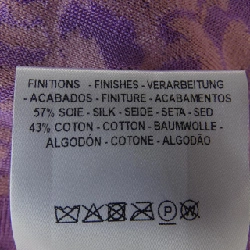 FINITIONS - FINISHES - VERARBEITUNG
- ACABADOS - FINITURE - ACABAMENTOS
57% SOIE - SILK - SEIDE - SETA - SED
43% COTON - COTTON - BAUMWOLLE -
ALGODÓN - COTONE - ALGODÃO
P